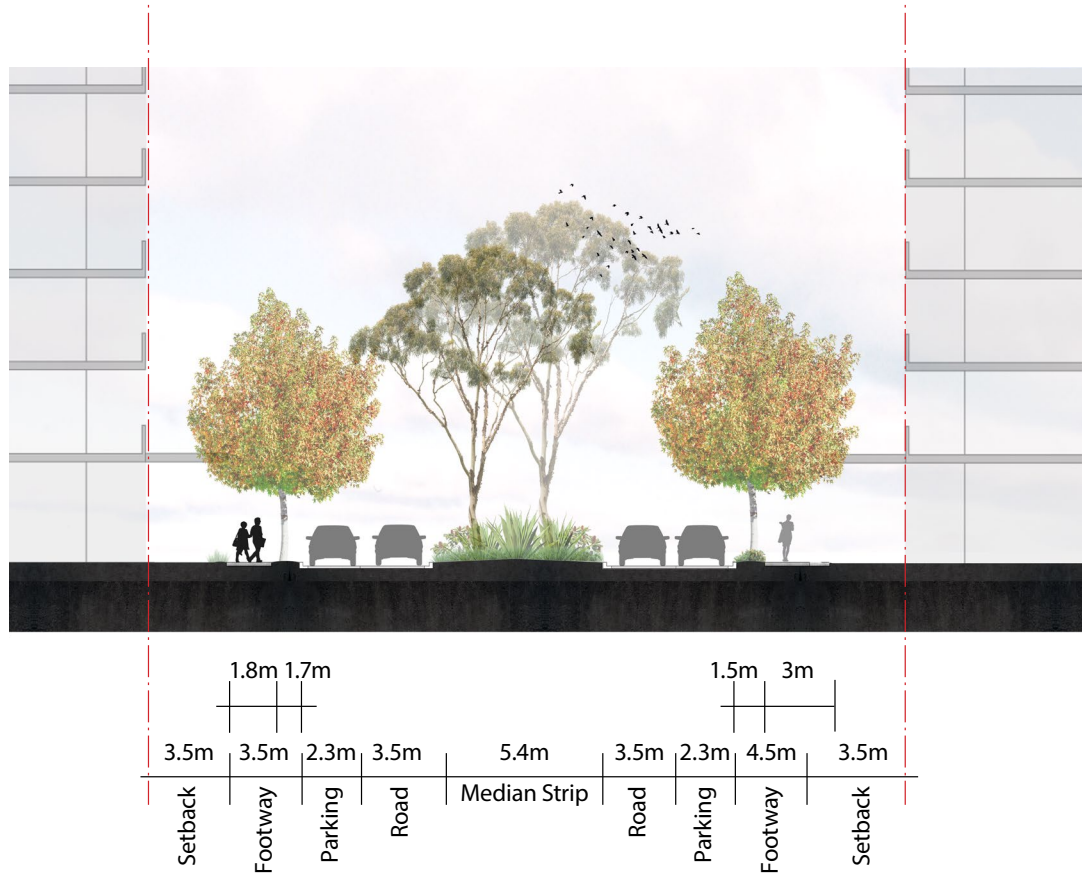 1.8m 1.7m 1.5m 3m
3.5m 3.5m 2.3m 3.5m 5.4m 3.5m 2.3m 4.5m 3.5m
Setback Footway Parking Road Median Strip Road Parking Footway Setback